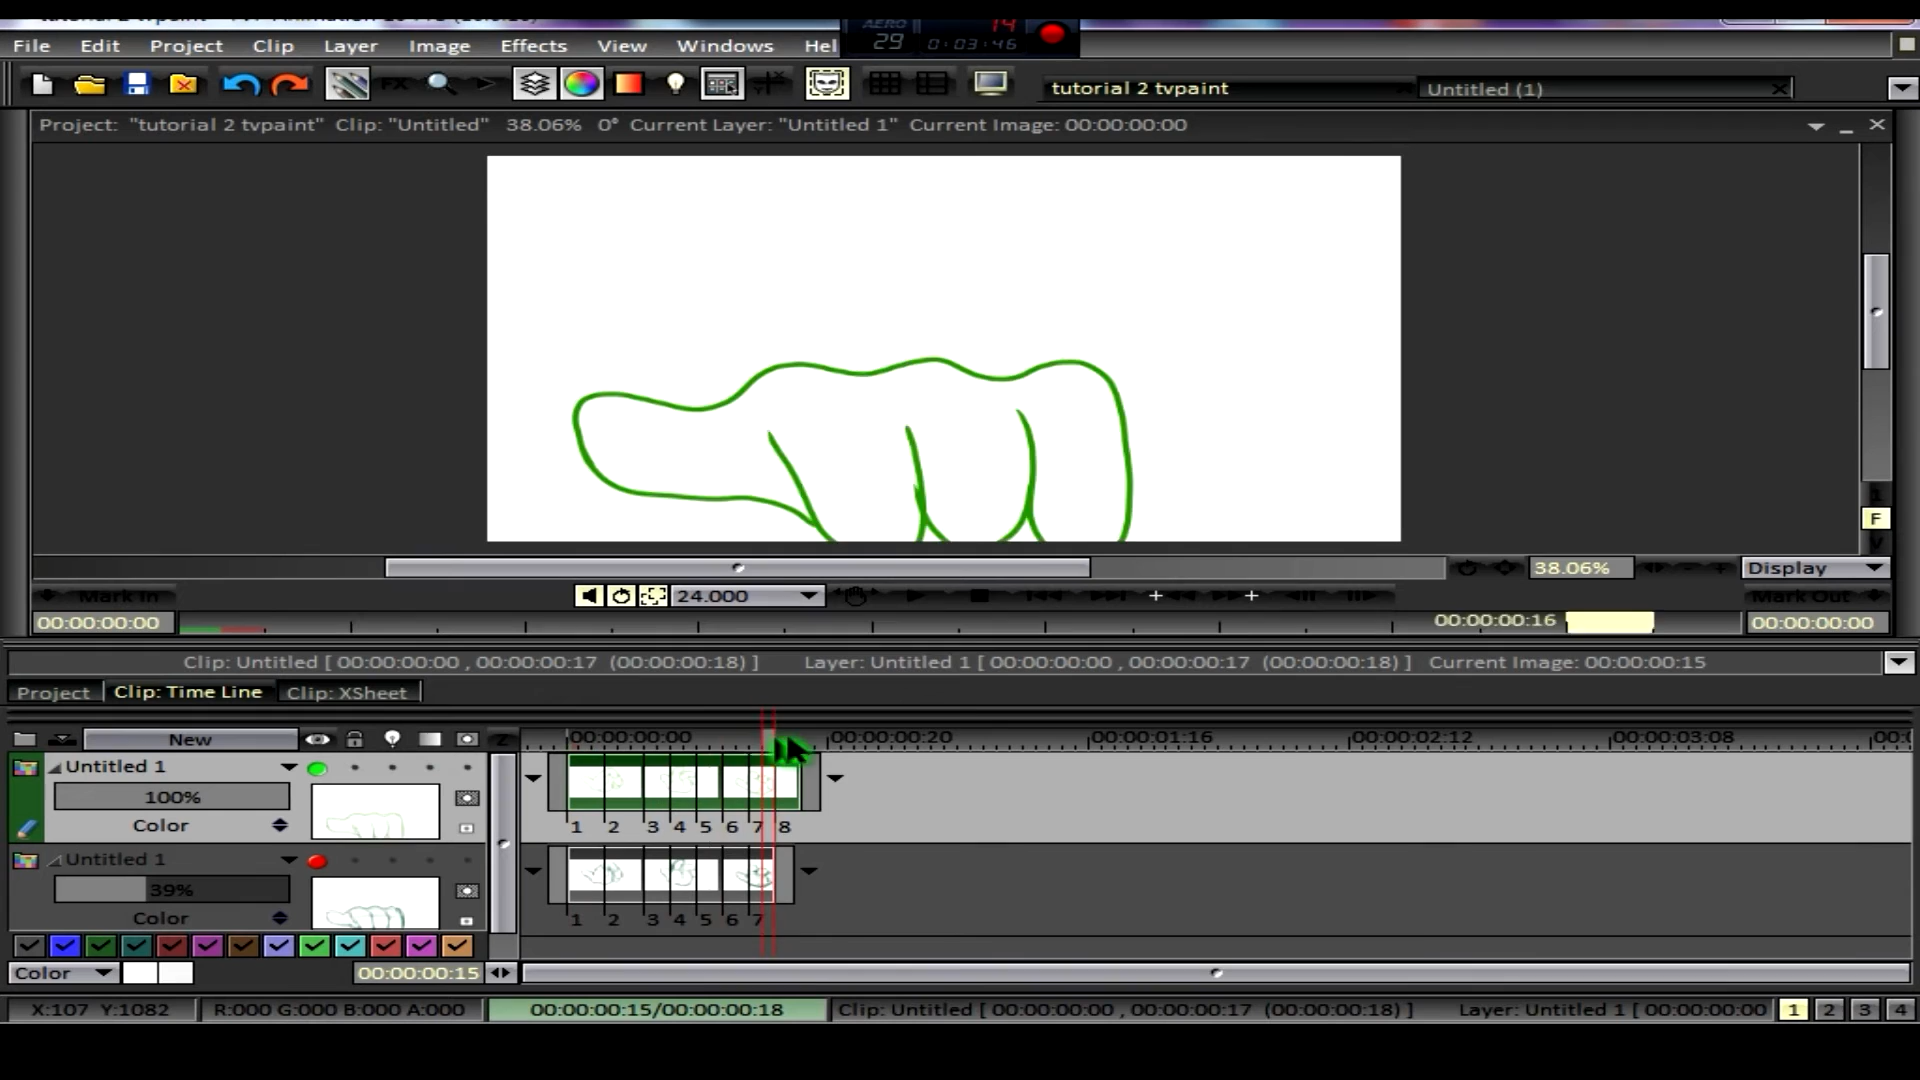 AERO 14
29 0:03:46
File Edit Project Clip Layer Image Effects View Windows Hel
FX tutorial 2 tvpaint Untitled (1)
Project: "tutorial 2 tvpaint" Clip: "Untitled" 38.06% 0° Current Layer: "Untitled 1" Current Image: 00:00:00:00
1
F
V
38.06% Display
Mark In 24.000 Mark Out
00:00:00:00 00:00:00:16 00:00:00:00
Clip: Untitled [ 00:00:00:00 , 00:00:00:17 (00:00:00:18) ] Layer: Untitled 1 [ 00:00:00:00 , 00:00:00:17 (00:00:00:18) ] Current Image: 00:00:00:15
Project Clip: Time Line Clip: XSheet
New 00:00:00:00 00:00:00:20 00:00:01:16 00:00:02:12 00:00:03:08
Untitled 1
100%
Color 1 2 3 4 5 6 7 8
Untitled 1
39%
Color 1 2 3 4 5 6 7
Color 00:00:00:15
X:107 Y:1082 R:000 G:000 B:000 A:000 00:00:00:15/00:00:00:18 Clip: Untitled [ 00:00:00:00 , 00:00:00:17 (00:00:00:18) ] Layer: Untitled 1 [ 00:00:00:00 1 2 3 4